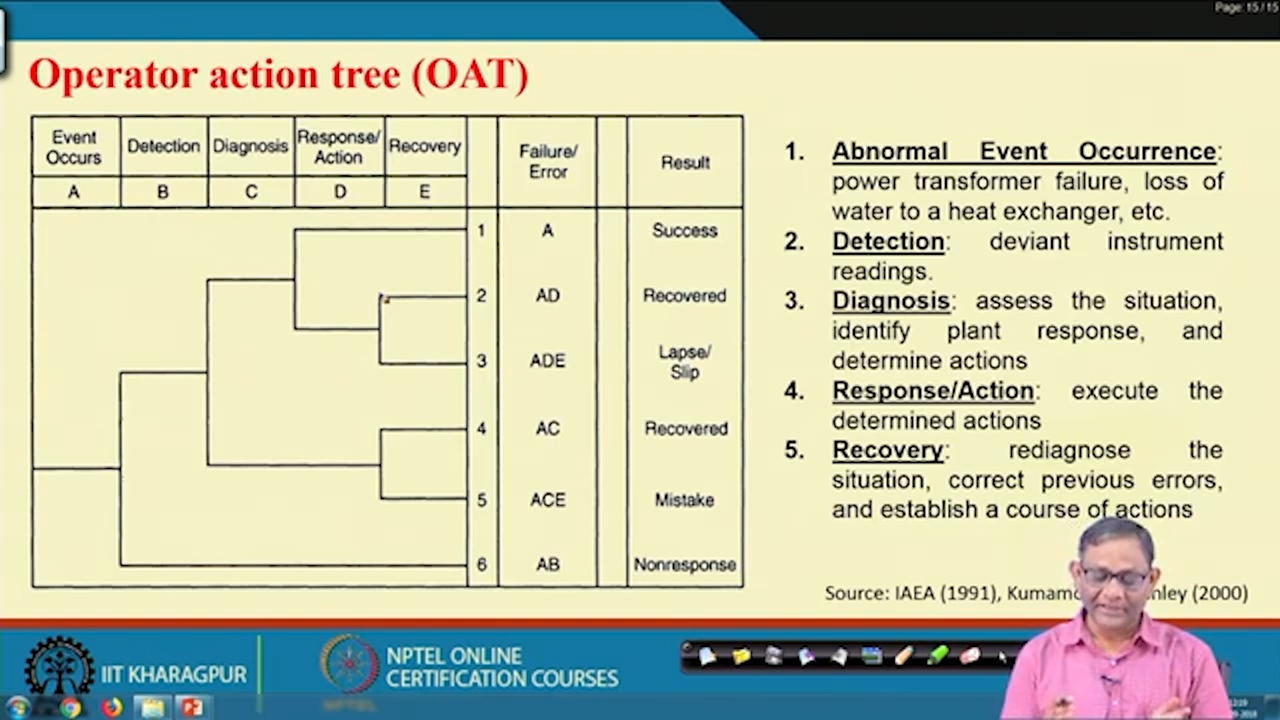 Page: 15 / 15
Operator action tree (OAT)
Event Occurs
Detection
Diagnosis
Response/ Action
Recovery
Failure/ Error
Result
A
B
C
D
E
1
A
Success
2
AD
Recovered
3
ADE
Lapse/ Slip
4
AC
Recovered
5
ACE
Mistake
6
AB
Nonresponse
1. Abnormal Event Occurrence:
power transformer failure, loss of
water to a heat exchanger, etc.
2. Detection: deviant instrument
readings.
3. Diagnosis: assess the situation,
identify plant response, and
determine actions
4. Response/Action: execute the
determined actions
5. Recovery: rediagnose the
situation, correct previous errors,
and establish a course of actions
Source: IAEA (1991), (2000)
IIT KHARAGPUR
NPTEL ONLINE
CERTIFICATION COURSES
NPTEL